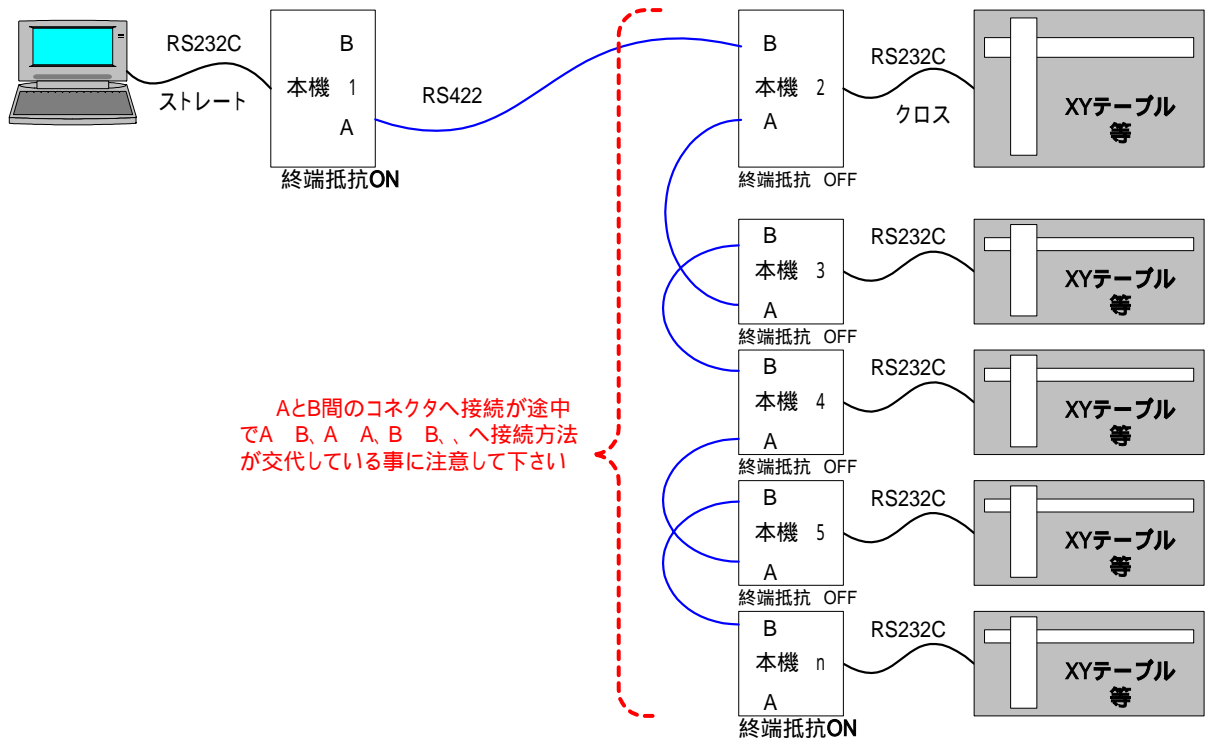 RS232C
ストレート
B
本機 1
A
終端抵抗ON
RS422
B
本機 2
A
終端抵抗 OFF
RS232C
クロス
XYテーブル
等
B
本機 3
A
終端抵抗 OFF
RS232C
XYテーブル
等
B
本機 4
A
終端抵抗 OFF
RS232C
XYテーブル
等
AとB間のコネクタへ接続が途中
でA B、A A、B B、、へ接続方法
が交代している事に注意して下さい
B
本機 5
A
終端抵抗 OFF
RS232C
XYテーブル
等
B
本機 n
A
終端抵抗ON
RS232C
XYテーブル
等